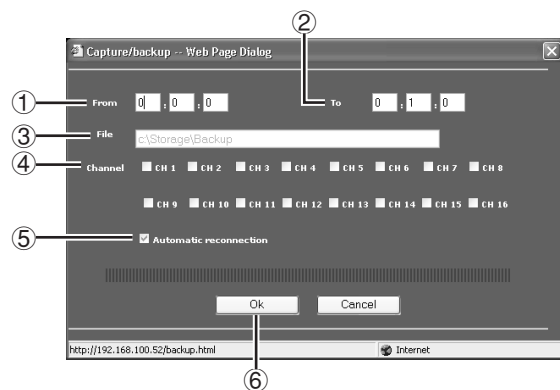 ②
Capture/backup -- Web Page Dialog
① From 0 : 0 : 0 To 0 : 1 : 0
③ File c:\Storage\Backup
④ Channel CH 1 CH 2 CH 3 CH 4 CH 5 CH 6 CH 7 CH 8
CH 9 CH 10 CH 11 CH 12 CH 13 CH 14 CH 15 CH 16
⑤ Automatic reconnection
Ok Cancel
http://192.168.100.52/backup.html Internet
⑥